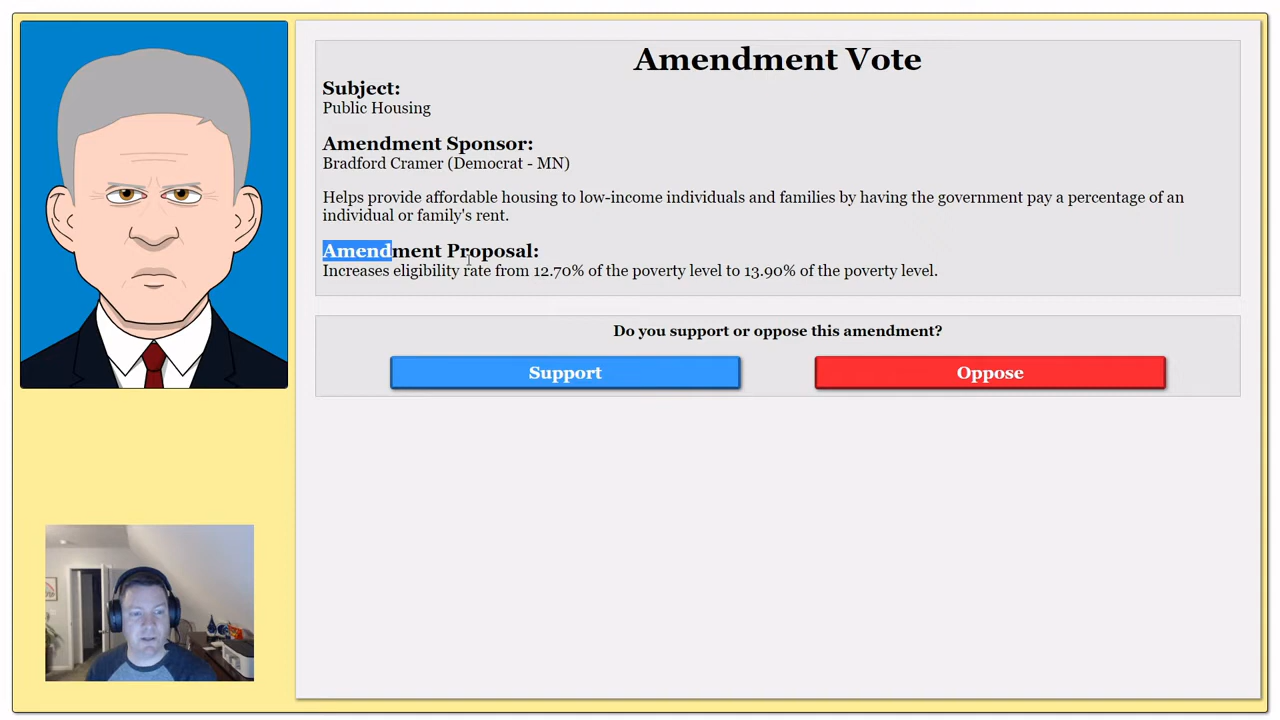 Amendment Vote
Subject:
Public Housing
Amendment Sponsor:
Bradford Cramer (Democrat - MN)
Helps provide affordable housing to low-income individuals and families by having the government pay a percentage of an
individual or family's rent.
Amendment Proposal:
Increases eligibility rate from 12.70% of the poverty level to 13.90% of the poverty level.
Do you support or oppose this amendment?
Support
Oppose